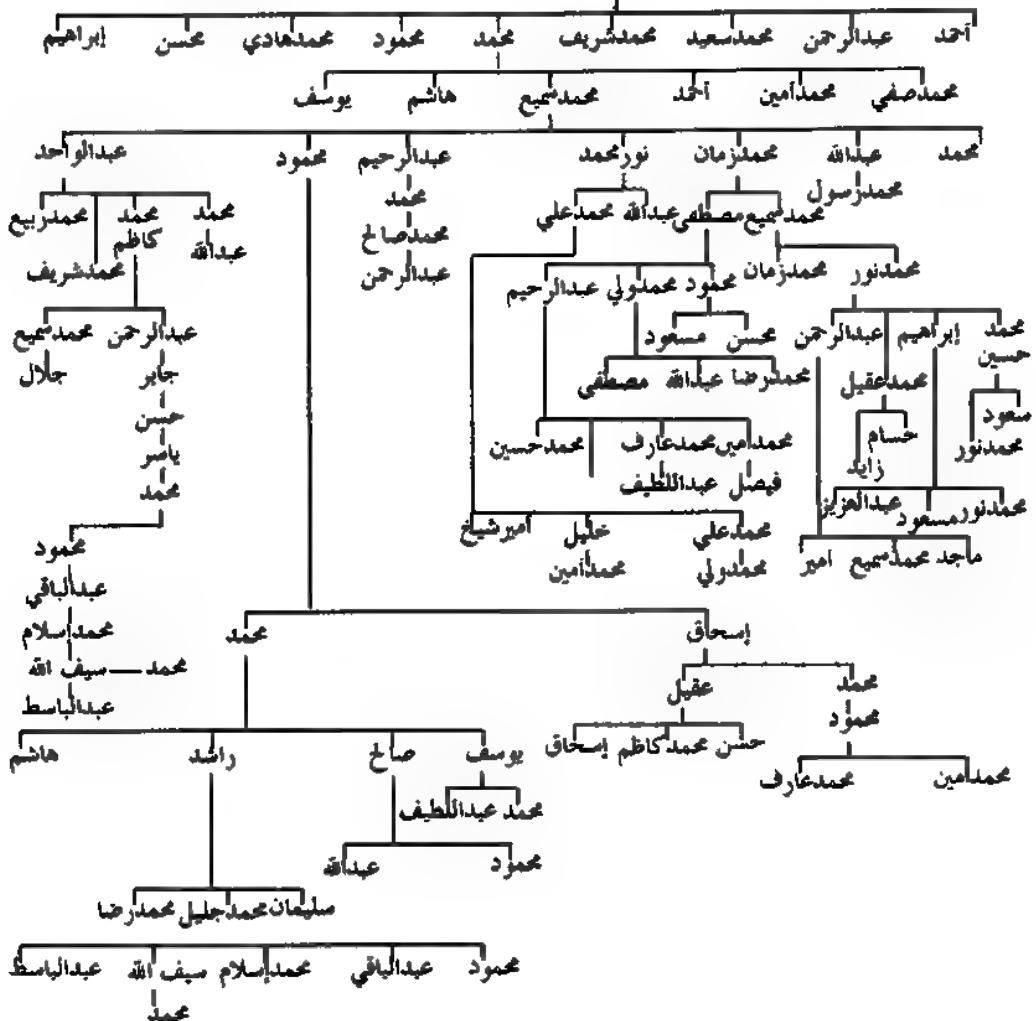 أحمد عبدالرحمن محمدسعيد محمدشريف محمد محمود محمدهادي محسن إبراهيم
محمدصفي محمدأمين أحمد محمدسميع هاشم يوسف
محمد عبدالله محمدزمان نورمحمد عبدالرحيم محمود عبدالواحد
محمدرسول محمد
محمدسميع مصطفى عبدالله محمدعلي محمد محمد كاظم محمدربيع
محمدصالح عبدالله محمدشريف
محمدنور محمدزمان عبدالرحمن
محمود محمدولي عبدالرحيم
محمد حسين إبراهيم عبدالرحمن محسن مسعود عبدالرحمن محمدسميع
محمدعقيل محمدرضا عبدالله مصطفى جابر جلال
سعود حسام حسن
محمدنور زايد محمدأمين محمدعارف محمدحسين ياسر
فيصل عبداللطيف محمد
محمدنور مسعود عبدالعزيز
محمدعلي خليل أميرشيخ
ماجد محمدسميع امير محمدولي محمدأمين محمود
عبدالباقي
إسحاق محمد محمداسلام
محمد سيف الله
محمد عقيل عبدالباسط
محمود
حسن محمدكاظم إسحاق يوسف صالح راشد هاشم
محمدأمين محمدعارف
محمد عبداللطيف
محمود عبدالله
سليمان محمدجليل محمدرضا
محمود عبدالباقي محمدإسلام سيف الله عبدالباسط
محمد